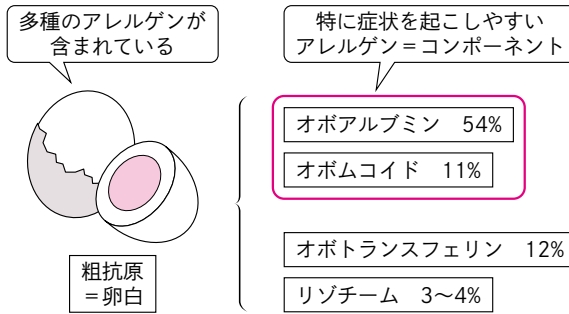 多種のアレルゲンが
含まれている
特に症状を起こしやすい
アレルゲン＝コンポーネント
オボアルブミン　54%
オボムコイド　11%
オボトランスフェリン　12%
リゾチーム　3〜4%
粗抗原
＝卵白